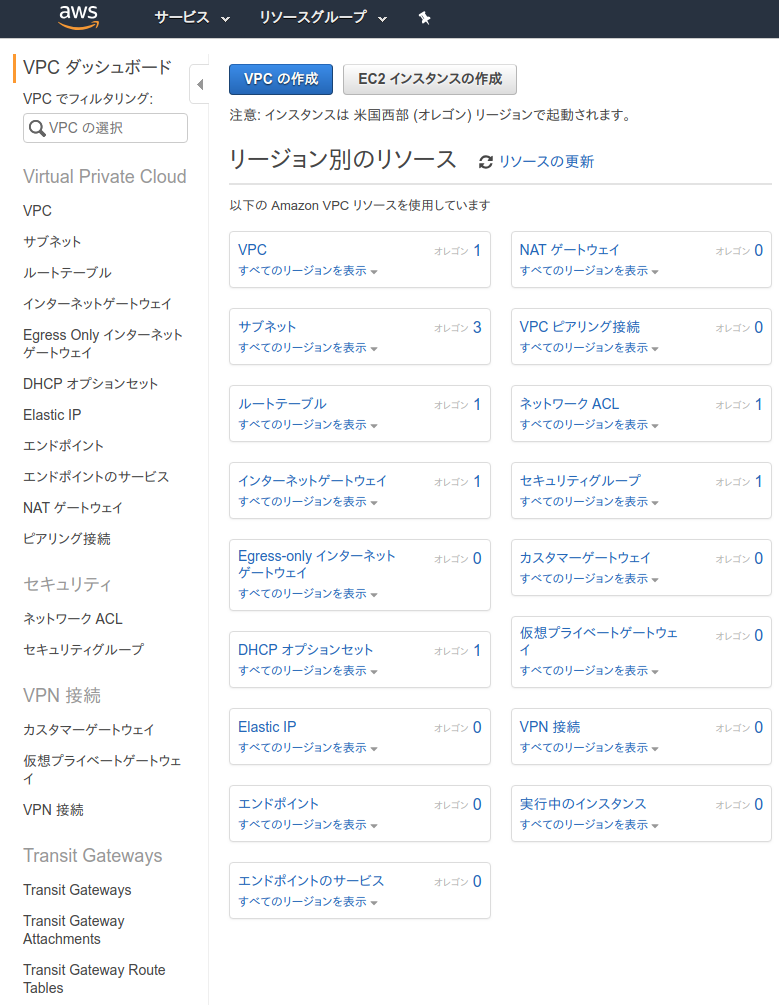 aws
サービス
リソースグループ
VPC ダッシュボード
VPC でフィルタリング:
VPC の選択
Virtual Private Cloud
VPC
サブネット
ルートテーブル
インターネットゲートウェイ
Egress Only インターネット
ゲートウェイ
DHCP オプションセット
Elastic IP
エンドポイント
エンドポイントのサービス
NAT ゲートウェイ
ピアリング接続
セキュリティ
ネットワーク ACL
セキュリティグループ
VPN 接続
カスタマーゲートウェイ
仮想プライベートゲートウェ
イ
VPN 接続
Transit Gateways
Transit Gateways
Transit Gateway
Attachments
Transit Gateway Route
Tables
VPC の作成
EC2 インスタンスの作成
注意: インスタンスは 米国西部 (オレゴン) リージョンで起動されます。
リージョン別のリソース
リソースの更新
以下の Amazon VPC リソースを使用しています
VPC オレゴン 1
すべてのリージョンを表示
NAT ゲートウェイ オレゴン 0
すべてのリージョンを表示
サブネット オレゴン 3
すべてのリージョンを表示
VPC ピアリング接続 オレゴン 0
すべてのリージョンを表示
ルートテーブル オレゴン 1
すべてのリージョンを表示
ネットワーク ACL オレゴン 1
すべてのリージョンを表示
インターネットゲートウェイ オレゴン 1
すべてのリージョンを表示
セキュリティグループ オレゴン 1
すべてのリージョンを表示
Egress-only インターネット オレゴン 0
ゲートウェイ
すべてのリージョンを表示
カスタマーゲートウェイ オレゴン 0
すべてのリージョンを表示
DHCP オプションセット オレゴン 1
すべてのリージョンを表示
仮想プライベートゲートウェ オレゴン 0
イ
すべてのリージョンを表示
Elastic IP オレゴン 0
すべてのリージョンを表示
VPN 接続 オレゴン 0
すべてのリージョンを表示
エンドポイント オレゴン 0
すべてのリージョンを表示
実行中のインスタンス オレゴン 0
すべてのリージョンを表示
エンドポイントのサービス オレゴン 0
すべてのリージョンを表示